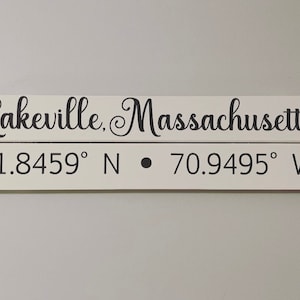 akeville, Massachusett
1.8459° N • 70.9495° W